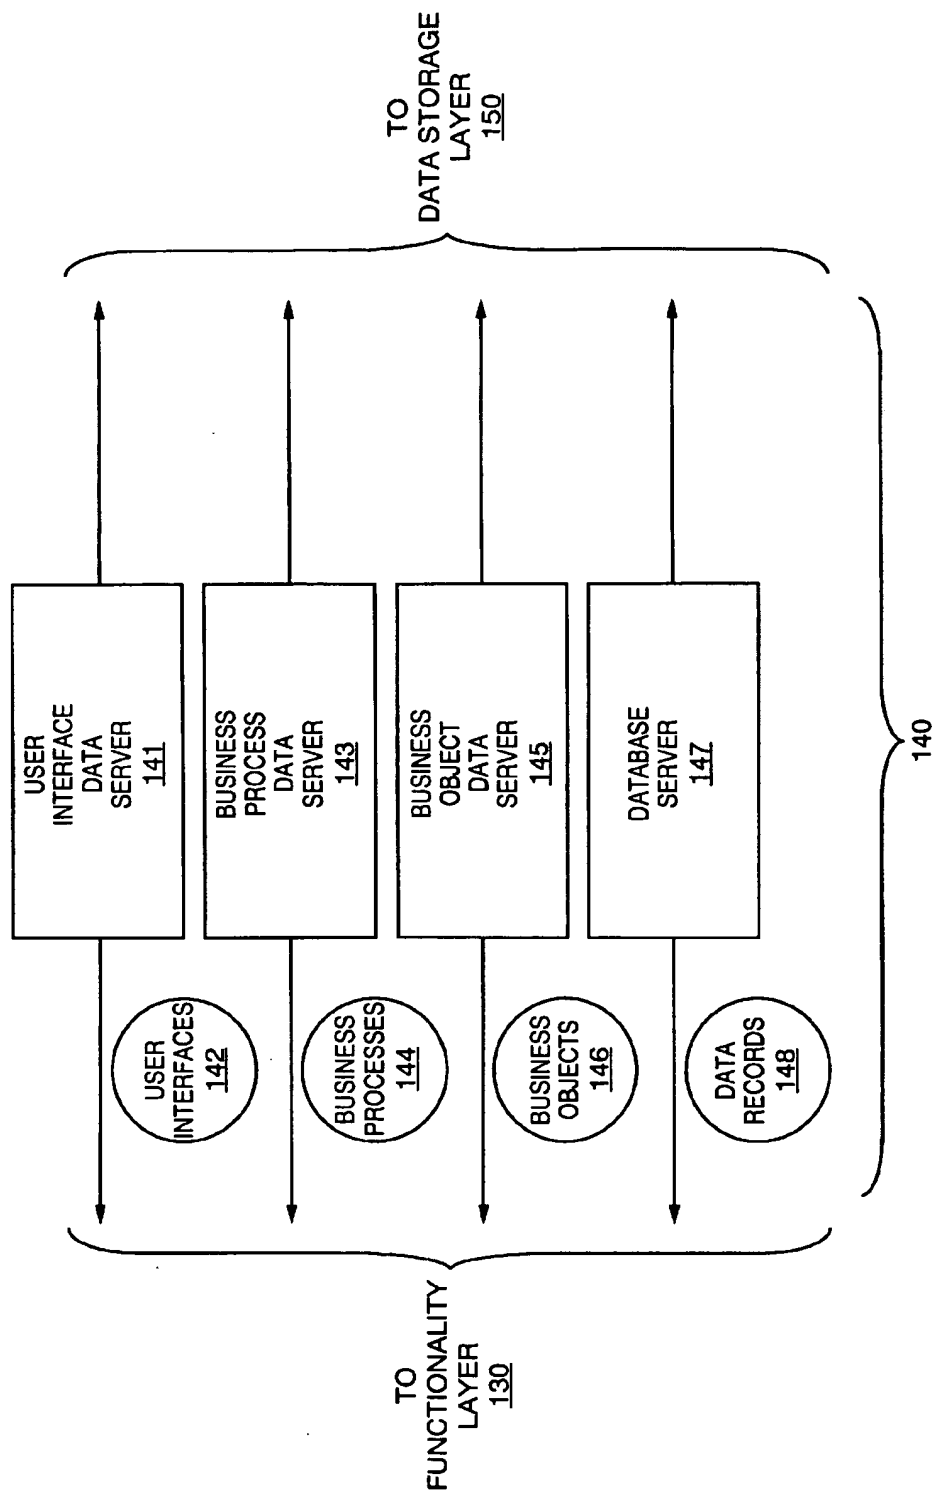 TO
FUNCTIONALITY
LAYER
130
USER
INTERFACES
142
BUSINESS
PROCESSES
144
BUSINESS
OBJECTS
146
DATA
RECORDS
148
USER
INTERFACE
DATA
SERVER
141
BUSINESS
PROCESS
DATA
SERVER
143
BUSINESS
OBJECT
DATA
SERVER
145
DATABASE
SERVER
147
TO
DATA STORAGE
LAYER
150
140